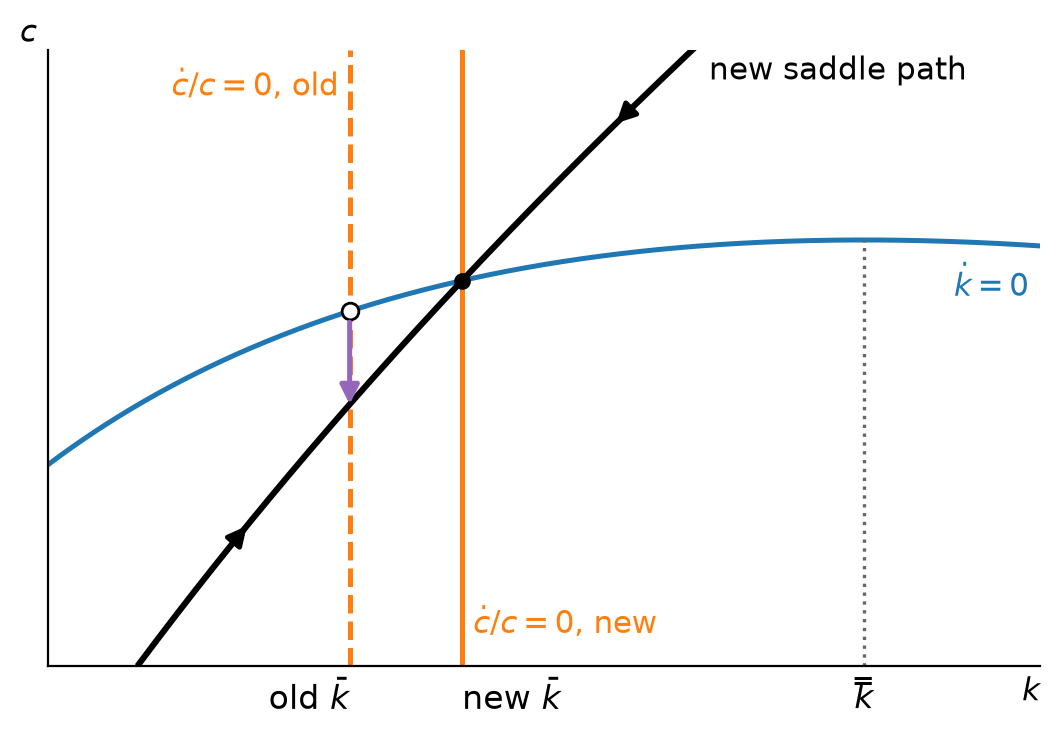 c
new saddle path
ċ/c = 0, old
k̇ = 0
ċ/c = 0, new
old k̄
new k̄
k̿
k